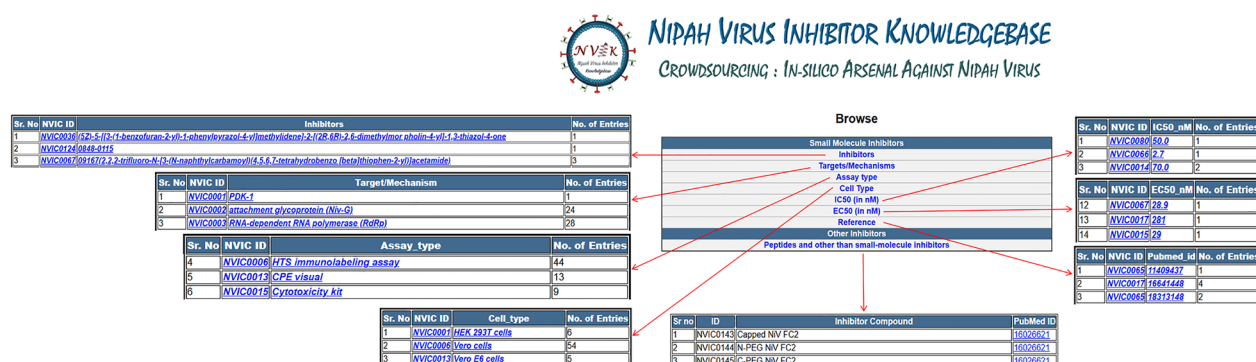 NIPAH VIRUS INHIBITOR KNOWLEDGEBASE
NVIK
Nipah Virus Inhibitor
Knowledgebase
CROWDSOURCING : IN-SILICO ARSENAL AGAINST NIPAH VIRUS
Sr. No NVIC ID Inhibitors No. of Entries
1 NVIC0036 (5Z)-5-[[3-(1-benzofuran-2-yl)-1-phenylpyrazol-4-yl]methylidene]-2-[(2R,6R)-2,6-dimethylmor pholin-4-yl]-1,3-thiazol-4-one 1
2 NVIC0124 0848-0115 1
3 NVIC0067 09167(2,2,2-trifluoro-N-[3-(N-naphthylcarbamoyl)(4,5,6,7-tetrahydrobenzo [beta]thiophen-2-yl)]acetamide) 3
Sr. No NVIC ID Target/Mechanism No. of Entries
1 NVIC0001 PDK-1 1
2 NVIC0002 attachment glycoprotein (Niv-G) 24
3 NVIC0003 RNA-dependent RNA polymerase (RdRp) 28
Sr. No NVIC ID Assay_type No. of Entries
4 NVIC0006 HTS immunolabeling assay 44
5 NVIC0013 CPE visual 13
6 NVIC0015 Cytotoxicity kit 9
Sr. No NVIC ID Cell_type No. of Entries
1 NVIC0001 HEK 293T cells 6
2 NVIC0006 Vero cells 54
3 NVIC0013 Vero E6 cells 5
Browse
Small Molecule Inhibitors
Inhibitors
Targets/Mechanisms
Assay type
Cell Type
IC50 (in nM)
EC50 (in nM)
Reference
Other Inhibitors
Peptides and other than small-molecule inhibitors
Sr no ID Inhibitor Compound PubMed ID
1 NVIC0143 Capped NiV FC2 16026621
2 NVIC0144 N-PEG NiV FC2 16026621
3 NVIC0145 C-PEG NiV FC2 16026621
Sr. No NVIC ID IC50_nM No. of Entries
1 NVIC0080 50.0 1
2 NVIC0066 2.7 1
3 NVIC0014 70.0 2
Sr. No NVIC ID EC50_nM No. of Entries
12 NVIC0067 28.9 1
13 NVIC0017 281 1
14 NVIC0015 29 1
Sr. No NVIC ID Pubmed_id No. of Entries
1 NVIC0065 11409437 1
2 NVIC0017 16641448 4
3 NVIC0065 18313148 2